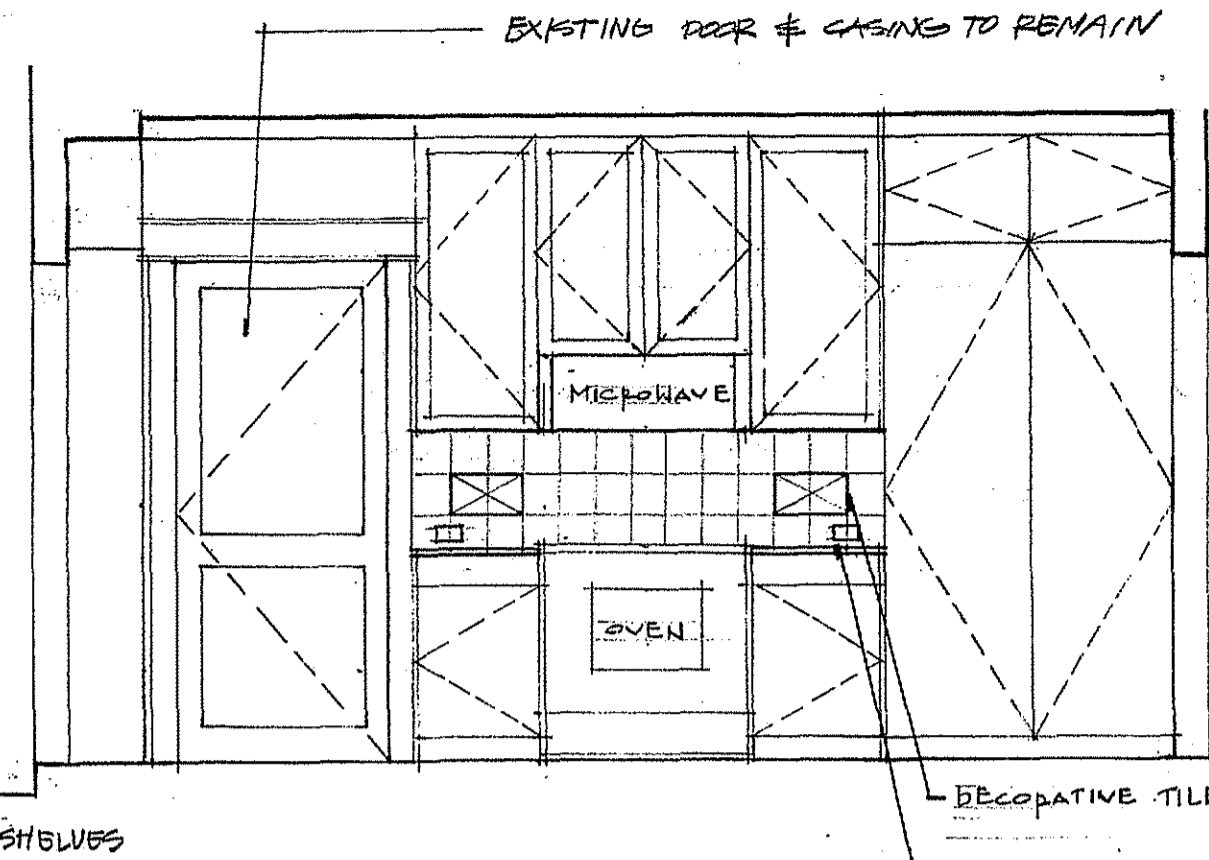 EXISTING DOOR & CASING TO REMAIN
MICROWAVE
OVEN
DECORATIVE TILE
SHELVES